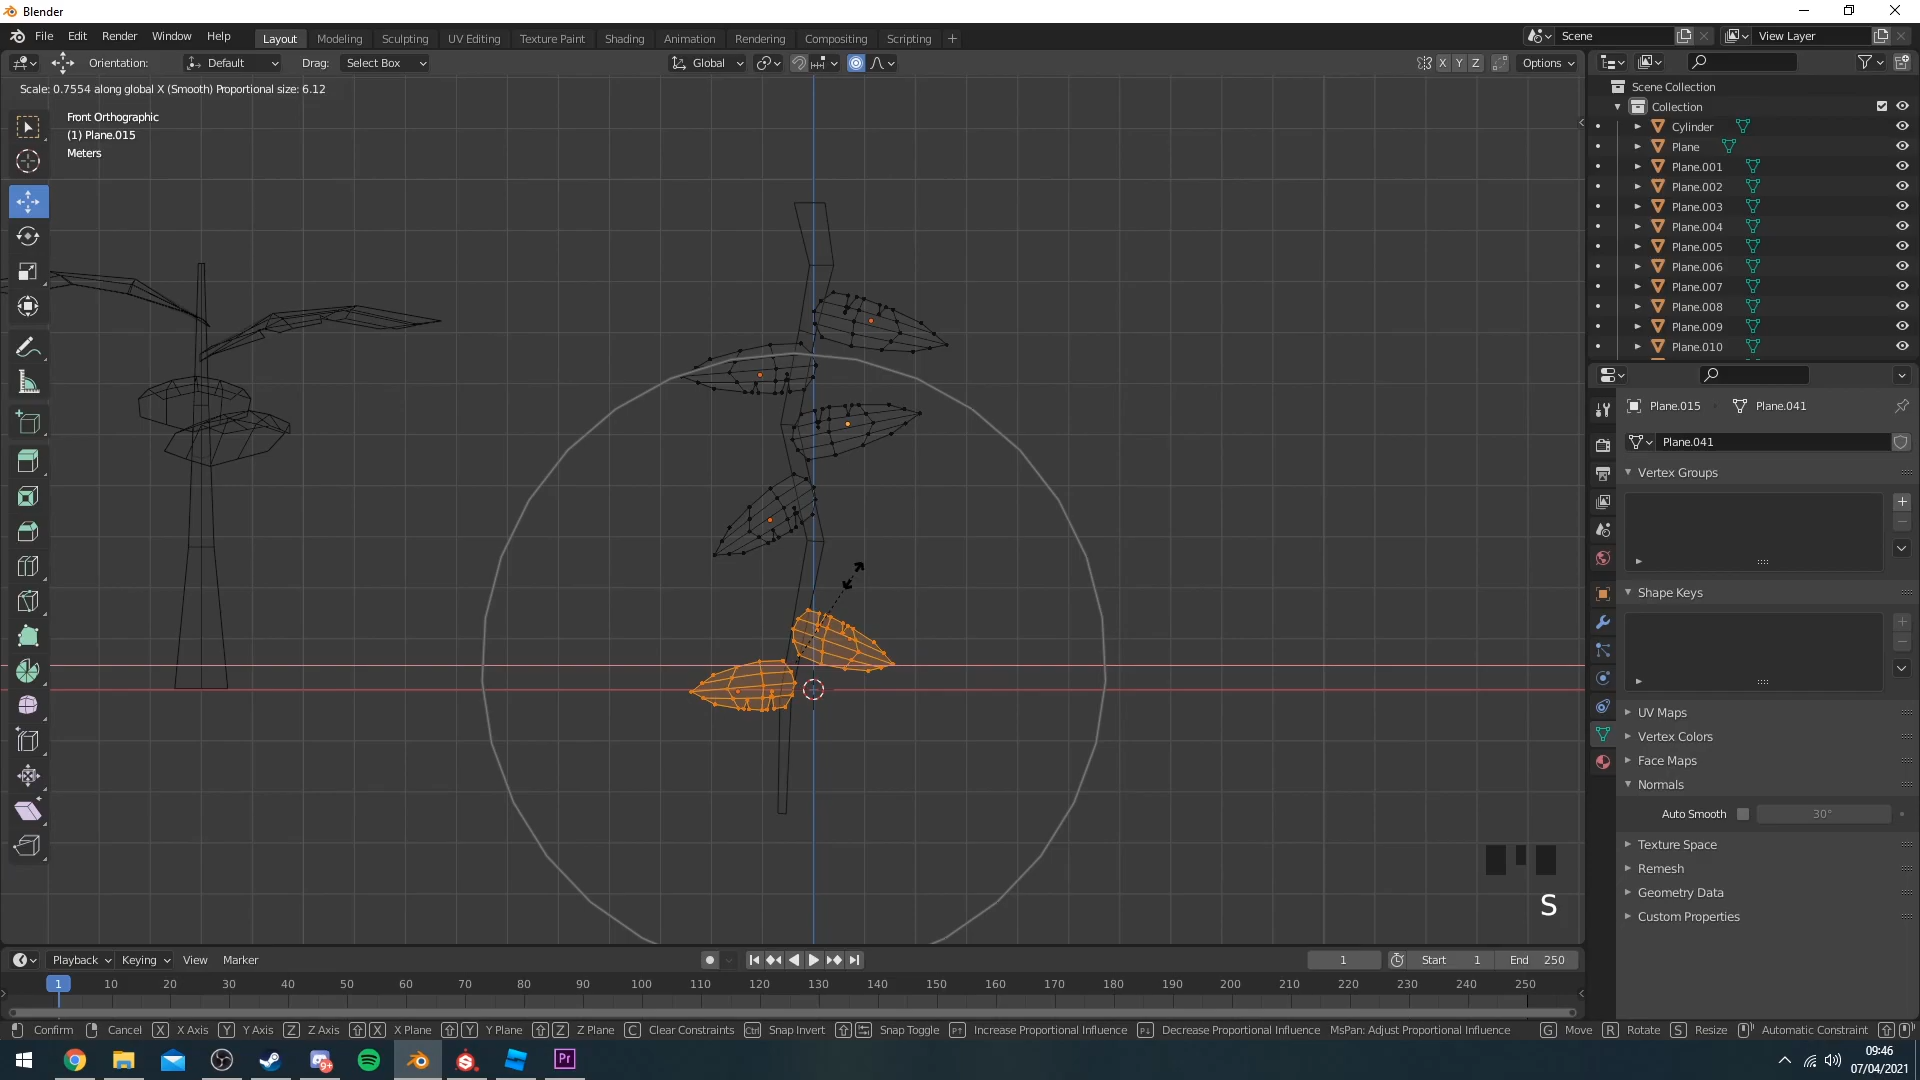 Blender
File Edit Render Window Help
Layout Modeling Sculpting UV Editing Texture Paint Shading Animation Rendering Compositing Scripting +
Scene
View Layer
Orientation: Default Drag: Select Box
Global
X Y Z Options
Scale: 0.7554 along global X (Smooth) Proportional size: 6.12
Front Orthographic
(1) Plane.015
Meters
Scene Collection
Collection
Cylinder
Plane
Plane.001
Plane.002
Plane.003
Plane.004
Plane.005
Plane.006
Plane.007
Plane.008
Plane.009
Plane.010
Plane.015 Plane.041
Plane.041
Vertex Groups
Shape Keys
UV Maps
Vertex Colors
Face Maps
Normals
Auto Smooth 30°
Texture Space
Remesh
Geometry Data
Custom Properties
S
Playback Keying View Marker
1 Start 1 End 250
1 10 20 30 40 50 60 70 80 90 100 110 120 130 140 150 160 170 180 190 200 210 220 230 240 250
Confirm Cancel X X Axis Y Y Axis Z Z Axis X X Plane Y Y Plane Z Z Plane C Clear Constraints Ctrl Snap Invert Snap Toggle Increase Proportional Influence Decrease Proportional Influence MsPan: Adjust Proportional Influence G Move R Rotate S Resize Automatic Constraint
9+
Pr
09:46
07/04/2021